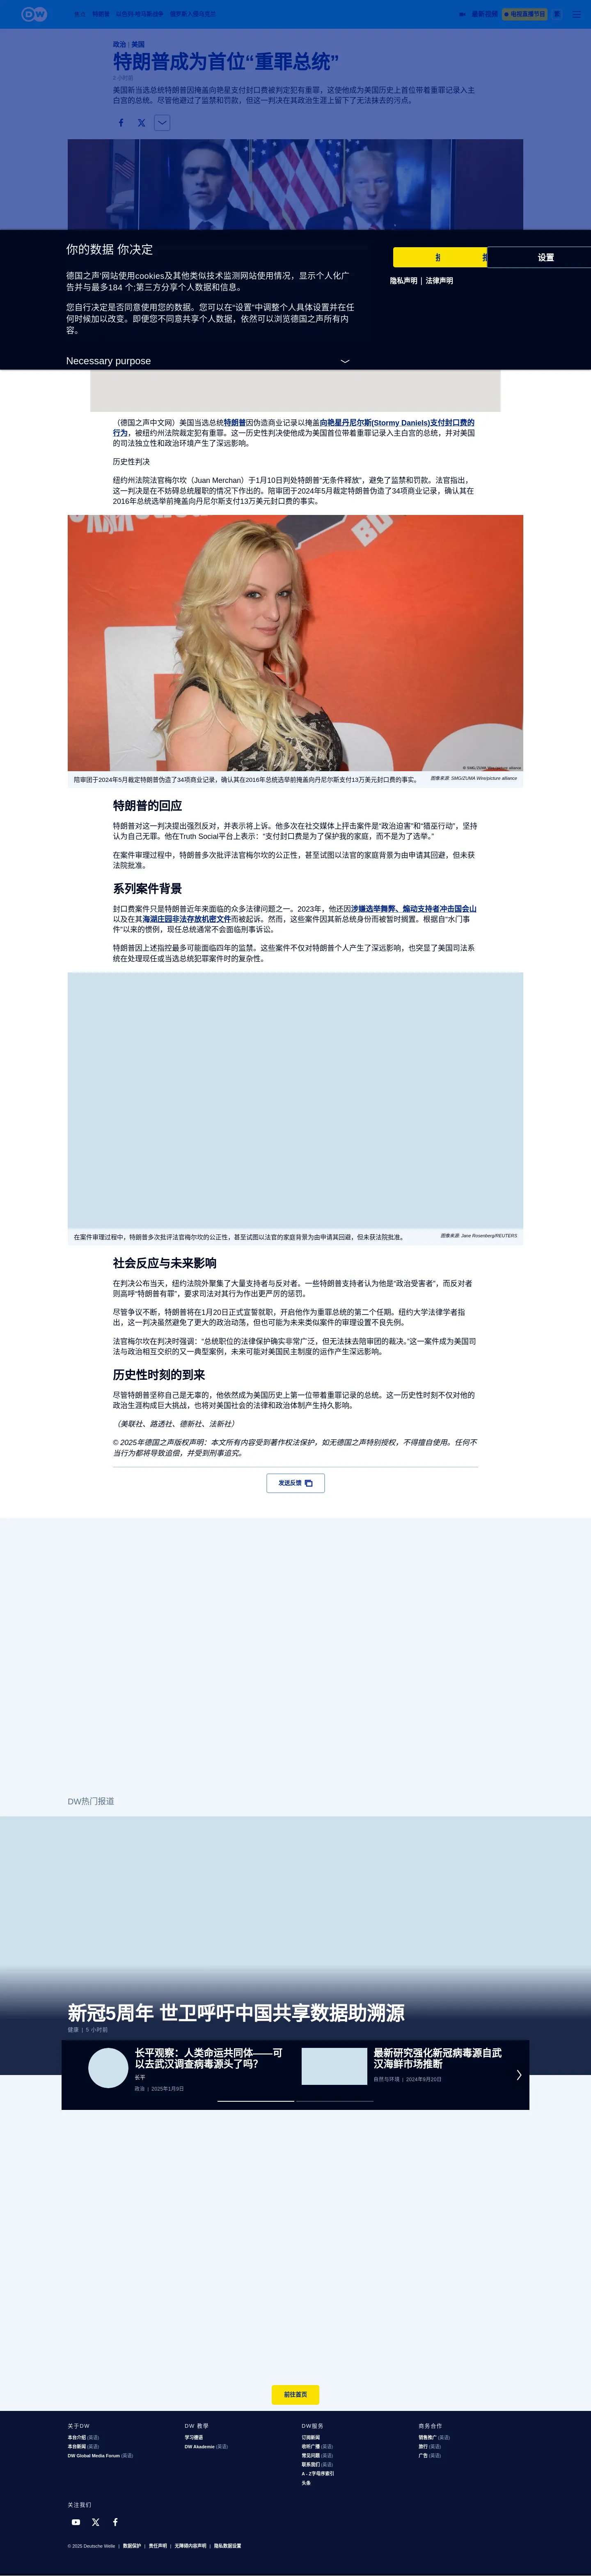 DW
焦点
特朗普
以色列-哈马斯战争
俄罗斯入侵乌克兰
最新视频
电视直播节目
政治 | 美国
特朗普成为首位“重罪总统”
美国新当选总统特朗普因掩盖向艳星支付封口费被判定犯有重罪，这使他成为美国历史上首位带着重罪记录入主
白宫的总统。尽管他避过了监禁和罚款，但这一判决在其政治生涯上留下了无法抹去的污点。
你的数据 你决定
德国之声'网站使用cookies及其他类似技术监测网站使用情况，显示个人化广
告并与最多184 个;第三方分享个人数据和信息。
您自行决定是否同意使用您的数据。您可以在“设置”中调整个人具体设置并在任
何时候加以改变。即便您不同意共享个人数据，依然可以浏览德国之声所有内
容。
Necessary purpose
设置
隐私声明 | 法律声明
（德国之声中文网）美国当选总统特朗普因伪造商业记录以掩盖向艳星丹尼尔斯(Stormy Daniels)支付封口费的
行为，被纽约州法院裁定犯有重罪。这一历史性判决使他成为美国首位带着重罪记录入主白宫的总统，并对美国
的司法独立性和政治环境产生了深远影响。
历史性判决
纽约州法院法官梅尔坎（Juan Merchan）于1月10日判处特朗普“无条件释放”，避免了监禁和罚款。法官指出，
这一判决是在不妨碍总统履职的情况下作出的。陪审团于2024年5月裁定特朗普伪造了34项商业记录，确认其在
2016年总统选举前掩盖向丹尼尔斯支付13万美元封口费的事实。
陪审团于2024年5月裁定特朗普伪造了34项商业记录，确认其在2016年总统选举前掩盖向丹尼尔斯支付13万美元封口费的事实。
图像来源: SMG/ZUMA Wire/picture alliance
特朗普的回应
特朗普对这一判决提出强烈反对，并表示将上诉。他多次在社交媒体上抨击案件是“政治迫害”和“猎巫行动”，坚持
认为自己无罪。他在Truth Social平台上表示：“支付封口费是为了保护我的家庭，而不是为了选举。”
在案件审理过程中，特朗普多次批评法官梅尔坎的公正性，甚至试图以法官的家庭背景为由申请其回避，但未获
法院批准。
系列案件背景
封口费案件只是特朗普近年来面临的众多法律问题之一。2023年，他还因涉嫌选举舞弊、煽动支持者冲击国会山
以及在其海湖庄园非法存放机密文件而被起诉。然而，这些案件因其新总统身份而被暂时搁置。根据自“水门事
件”以来的惯例，现任总统通常不会面临刑事诉讼。
特朗普因上述指控最多可能面临四年的监禁。这些案件不仅对特朗普个人产生了深远影响，也突显了美国司法系
统在处理现任或当选总统犯罪案件时的复杂性。
在案件审理过程中，特朗普多次批评法官梅尔坎的公正性，甚至试图以法官的家庭背景为由申请其回避，但未获法院批准。
图像来源: Jane Rosenberg/REUTERS
社会反应与未来影响
在判决公布当天，纽约法院外聚集了大量支持者与反对者。一些特朗普支持者认为他是“政治受害者”，而反对者
则高呼“特朗普有罪”，要求司法对其行为作出更严厉的惩罚。
尽管争议不断，特朗普将在1月20日正式宣誓就职，开启他作为重罪总统的第二个任期。纽约大学法律学者指
出，这一判决虽然避免了更大的政治动荡，但也可能为未来类似案件的审理设置不良先例。
法官梅尔坎在判决时强调：“总统职位的法律保护确实非常广泛，但无法抹去陪审团的裁决。”这一案件成为美国司
法与政治相互交织的又一典型案例，未来可能对美国民主制度的运作产生深远影响。
历史性时刻的到来
尽管特朗普坚称自己是无辜的，他依然成为美国历史上第一位带着重罪记录的总统。这一历史性时刻不仅对他的
政治生涯构成巨大挑战，也将对美国社会的法律和政治体制产生持久影响。
（美联社、路透社、德新社、法新社）
© 2025年德国之声版权声明：本文所有内容受到著作权法保护，如无德国之声特别授权，不得擅自使用。任何不
当行为都将导致追偿，并受到刑事追究。
发送反馈
DW热门报道
新冠5周年 世卫呼吁中国共享数据助溯源
健康 | 5 小时前
长平观察：人类命运共同体——可
以去武汉调查病毒源头了吗？
长平
政治 | 2025年1月9日
最新研究强化新冠病毒源自武
汉海鲜市场推断
自然与环境 | 2024年9月20日
前往首页
关于DW
本台介绍 (英语)
本台新闻 (英语)
DW Global Media Forum (英语)
DW 教學
学习德语
DW Akademie (英语)
DW服务
订阅新闻
收听广播 (英语)
常见问题 (英语)
联系我们 (英语)
A - Z字母序索引
头条
商务合作
销售推广 (英语)
旅行 (英语)
广告 (英语)
关注我们
© 2025 Deutsche Welle | 数据保护 | 责任声明 | 无障碍内容声明 | 隐私数据设置